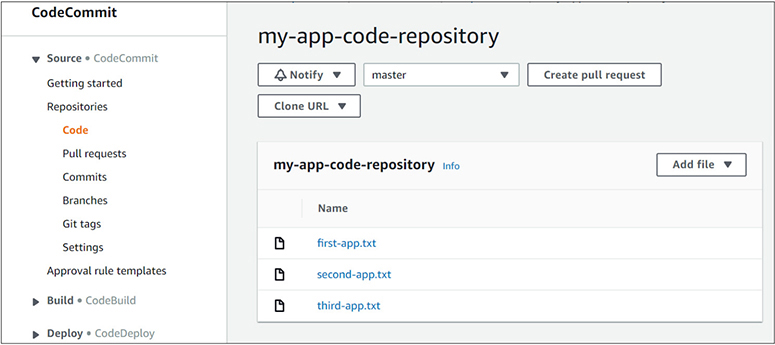 CodeCommit
Source • CodeCommit
Getting started
Repositories
Code
Pull requests
Commits
Branches
Git tags
Settings
Approval rule templates
Build • CodeBuild
Deploy • CodeDeploy
my-app-code-repository
Notify
master
Create pull request
Clone URL
my-app-code-repository Info
Add file
Name
first-app.txt
second-app.txt
third-app.txt